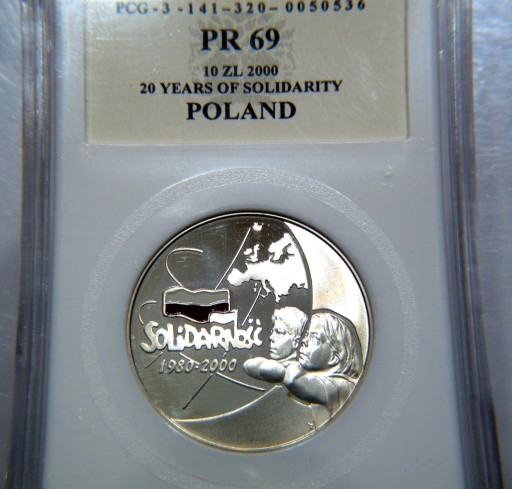 PCG - 3 - 141 - 320 - 0050536
PR 69
10 ZL 2000
20 YEARS OF SOLIDARITY
POLAND
SOLIDARNOŚĆ
1980-2000